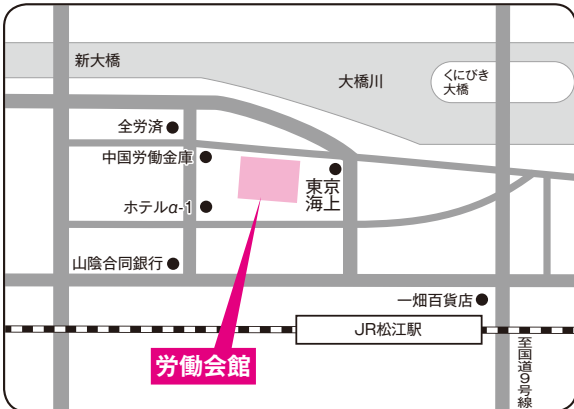 新大橋
大橋川
くにびき
大橋
全労済
中国労働金庫
東京
海上
ホテルα-1
山陰合同銀行
一畑百貨店
JR松江駅
労働会館
至国道9号線